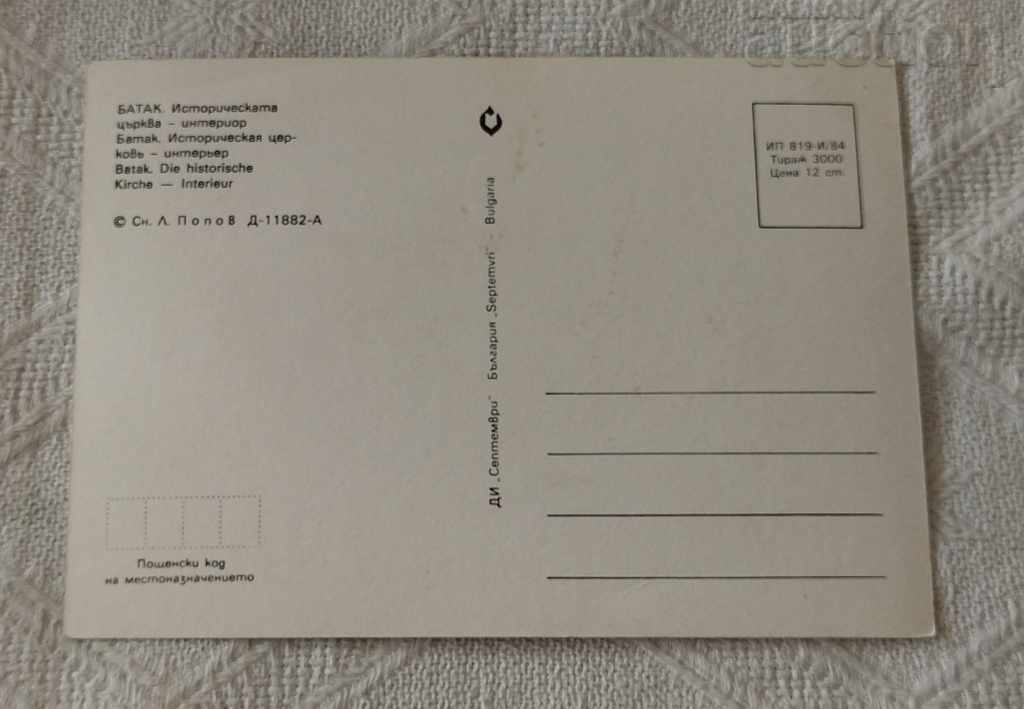 БАТАК. Историческата
църква – интериор
Батак. Историческая цер-
ковь – интерьер
Batak. Die historische
Kirche — Interieur
© Сн. Л. Попов Д-11882-А
ДИ „Септември" България „Septemvri" Bulgaria
ИП 819-И/84
Тираж 3000
Цена 12 ст.
Пощенски код
на местоназначението